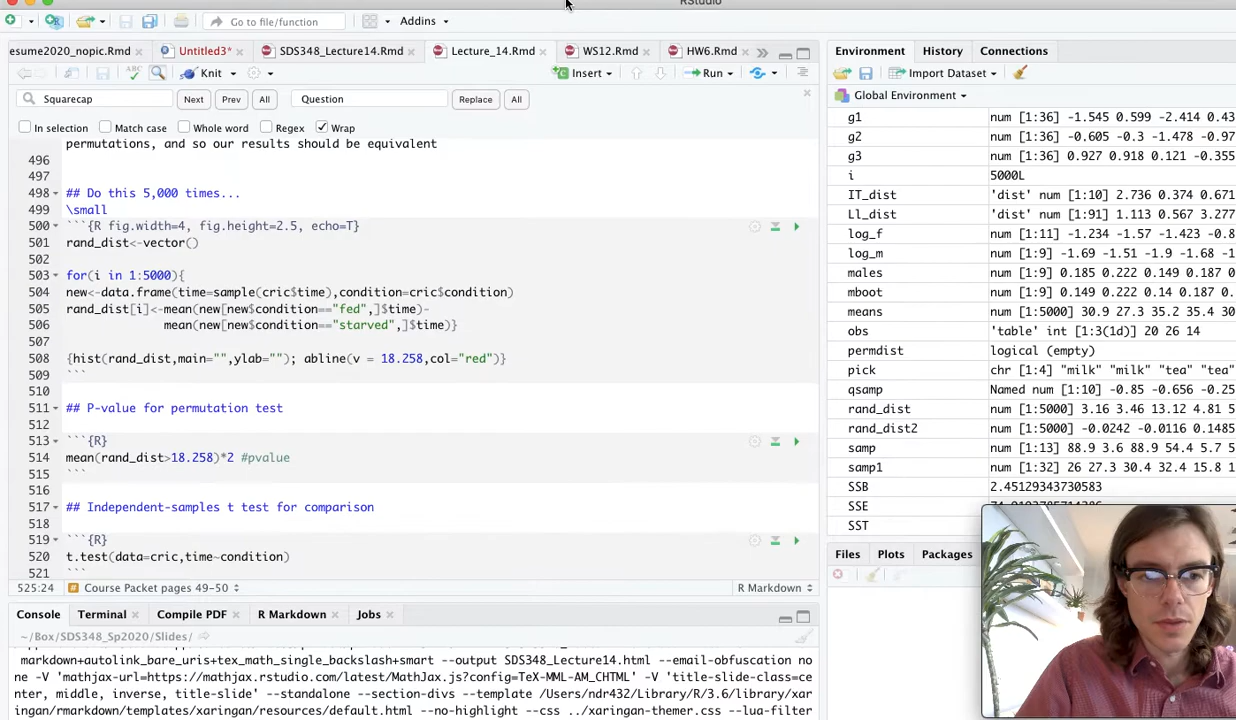 RStudio
Go to file/function
Addins
esume2020_nopic.Rmd
Untitled3*
SDS348_Lecture14.Rmd
Lecture_14.Rmd
WS12.Rmd
HW6.Rmd
ABC
Knit
Insert
Run
Squarecap
Next
Prev
All
Question
Replace
All
In selection
Match case
Whole word
Regex
Wrap
permutations, and so our results should be equivalent
496
497
498 ## Do this 5,000 times...
499 \small
500 ```{R fig.width=4, fig.height=2.5, echo=T}
501 rand_dist<-vector()
502
503 for(i in 1:5000){
504 new<-data.frame(time=sample(cric$time),condition=cric$condition)
505 rand_dist[i]<-mean(new[new$condition=="fed",]$time)-
506 mean(new[new$condition=="starved",]$time)}
507
508 {hist(rand_dist,main="",ylab=""); abline(v = 18.258,col="red")}
509 ```
510
511 ## P-value for permutation test
512
513 ```{R}
514 mean(rand_dist>18.258)*2 #pvalue
515 ```
516
517 ## Independent-samples t test for comparison
518
519 ```{R}
520 t.test(data=cric,time~condition)
521 ```
525:24
Course Packet pages 49-50
R Markdown
Console
Terminal
Compile PDF
R Markdown
Jobs
~/Box/SDS348_Sp2020/Slides/
markdown+autolink_bare_uris+tex_math_single_backslash+smart --output SDS348_Lecture14.html --email-obfuscation no
ne -V 'mathjax-url=https://mathjax.rstudio.com/latest/MathJax.js?config=TeX-MML-AM_CHTML' -V 'title-slide-class=ce
nter, middle, inverse, title-slide' --standalone --section-divs --template /Users/ndr432/Library/R/3.6/library/xar
ingan/rmarkdown/templates/xaringan/resources/default.html --no-highlight --css ../xaringan-themer.css --lua-filter
Environment
History
Connections
Import Dataset
Global Environment
g1 num [1:36] -1.545 0.599 -2.414 0.43
g2 num [1:36] -0.605 -0.3 -1.478 -0.97
g3 num [1:36] 0.927 0.918 0.121 -0.355
i 5000L
IT_dist 'dist' num [1:10] 2.736 0.374 0.671
Ll_dist 'dist' num [1:91] 1.113 0.567 3.277
log_f num [1:11] -1.234 -1.57 -1.423 -0.8
log_m num [1:9] -1.69 -1.51 -1.9 -1.68 -1
males num [1:9] 0.185 0.222 0.149 0.187
mboot num [1:9] 0.149 0.222 0.14 0.187
means num [1:5000] 30.9 27.3 35.2 35.4 30
obs 'table' int [1:3(1d)] 20 26 14
permdist logical (empty)
pick chr [1:4] "milk" "milk" "tea" "tea"
qsamp Named num [1:10] -0.85 -0.656 -0.25
rand_dist num [1:5000] 3.16 3.46 13.12 4.81 5
rand_dist2 num [1:5000] -0.0242 -0.0116 0.1485
samp num [1:13] 88.9 3.6 88.9 54.4 5.7 5
samp1 num [1:32] 26 27.3 30.4 32.4 15.8 1
SSB 2.45129343730583
SSE
SST
Files
Plots
Packages